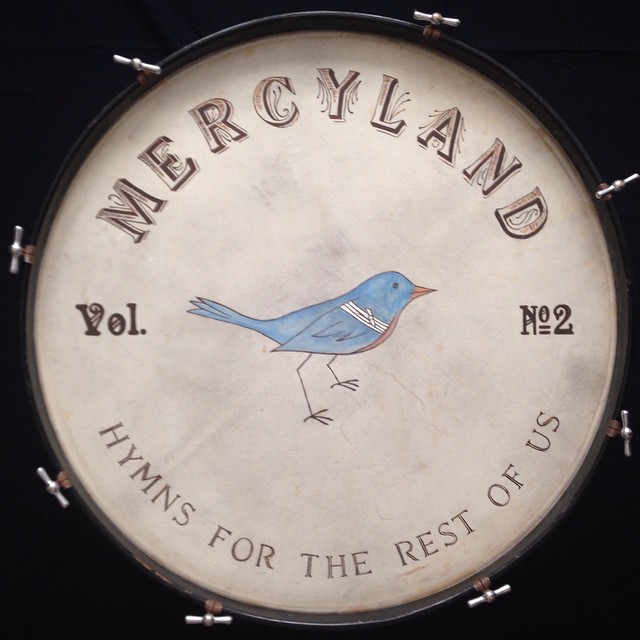 MERCYLAND
Vol. Nº2
HYMNS FOR THE REST OF US